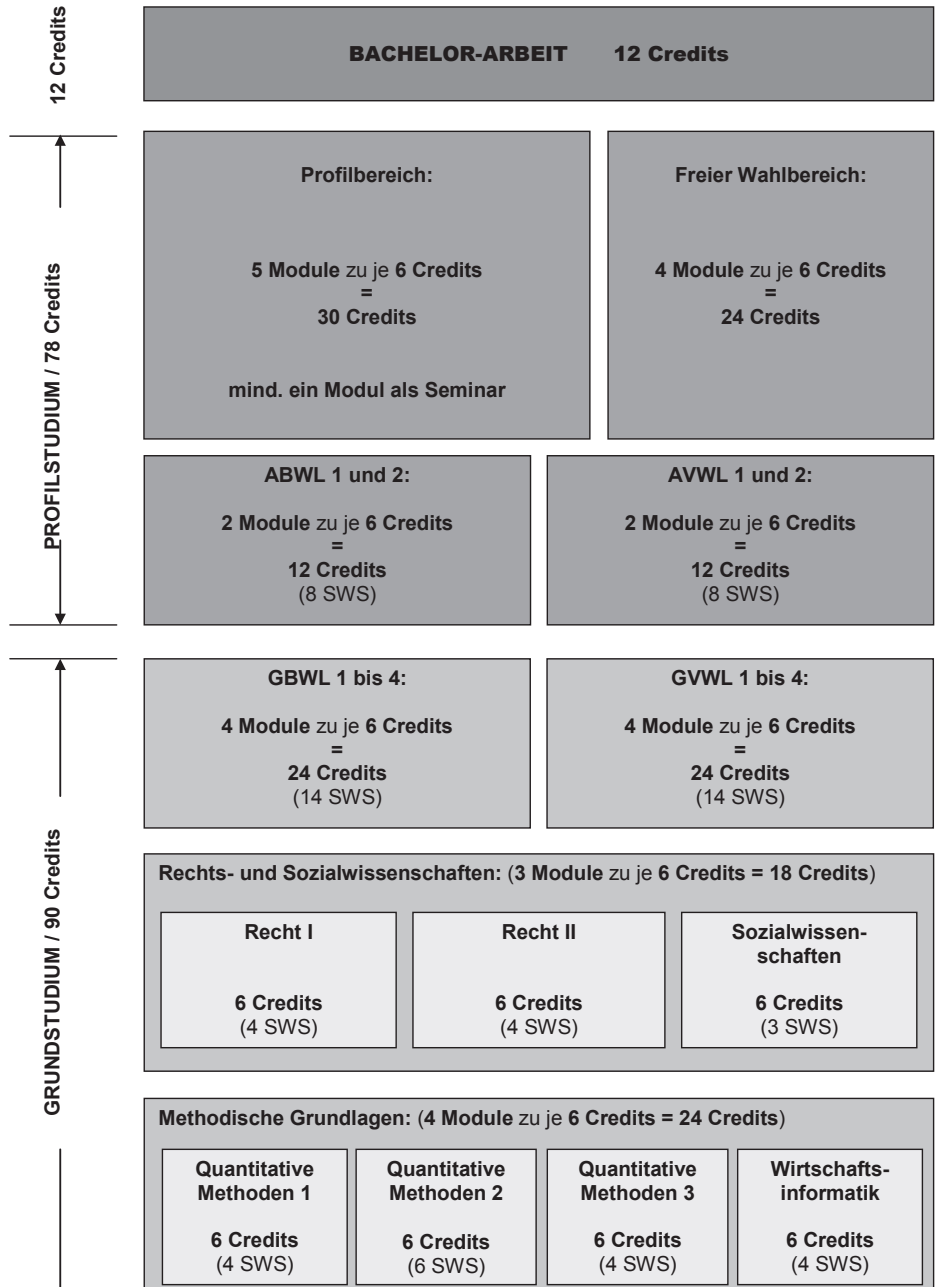 12 Credits
BACHELOR-ARBEIT 12 Credits
PROFILSTUDIUM / 78 Credits
Profilbereich:
5 Module zu je 6 Credits
=
30 Credits
mind. ein Modul als Seminar
Freier Wahlbereich:
4 Module zu je 6 Credits
=
24 Credits
ABWL 1 und 2:
2 Module zu je 6 Credits
=
12 Credits
(8 SWS)
AVWL 1 und 2:
2 Module zu je 6 Credits
=
12 Credits
(8 SWS)
GRUNDSTUDIUM / 90 Credits
GBWL 1 bis 4:
4 Module zu je 6 Credits
=
24 Credits
(14 SWS)
GVWL 1 bis 4:
4 Module zu je 6 Credits
=
24 Credits
(14 SWS)
Rechts- und Sozialwissenschaften: (3 Module zu je 6 Credits = 18 Credits)
Recht I
6 Credits
(4 SWS)
Recht II
6 Credits
(4 SWS)
Sozialwissen-
schaften
6 Credits
(3 SWS)
Methodische Grundlagen: (4 Module zu je 6 Credits = 24 Credits)
Quantitative
Methoden 1
6 Credits
(4 SWS)
Quantitative
Methoden 2
6 Credits
(6 SWS)
Quantitative
Methoden 3
6 Credits
(4 SWS)
Wirtschafts-
informatik
6 Credits
(4 SWS)